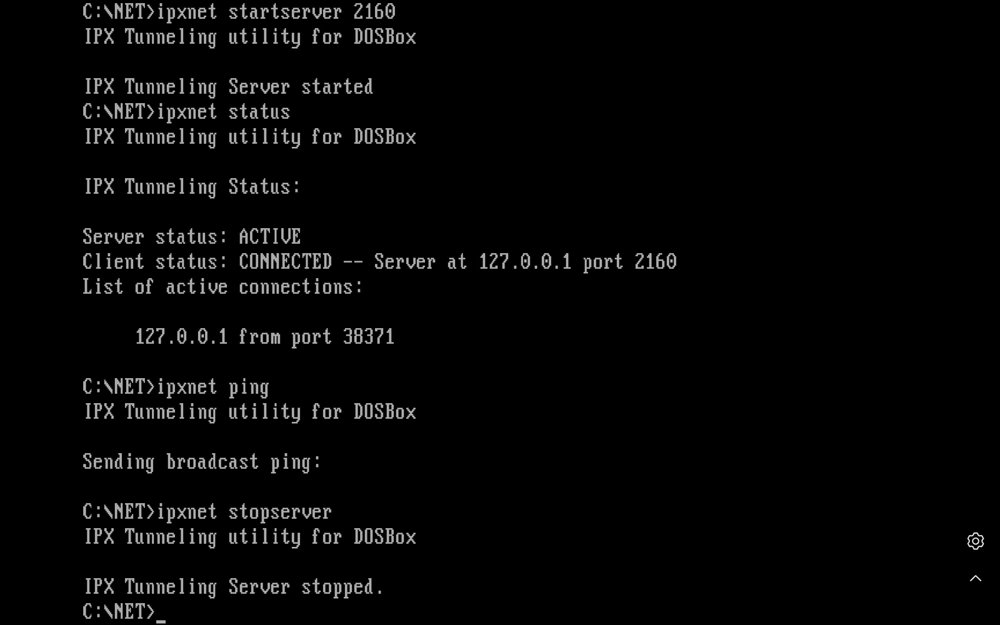 C:\NET>ipxnet startserver 2160
IPX Tunneling utility for DOSBox
IPX Tunneling Server started
C:\NET>ipxnet status
IPX Tunneling utility for DOSBox
IPX Tunneling Status:
Server status: ACTIVE
Client status: CONNECTED -- Server at 127.0.0.1 port 2160
List of active connections:
127.0.0.1 from port 38371
C:\NET>ipxnet ping
IPX Tunneling utility for DOSBox
Sending broadcast ping:
C:\NET>ipxnet stopserver
IPX Tunneling utility for DOSBox
IPX Tunneling Server stopped.
C:\NET>_